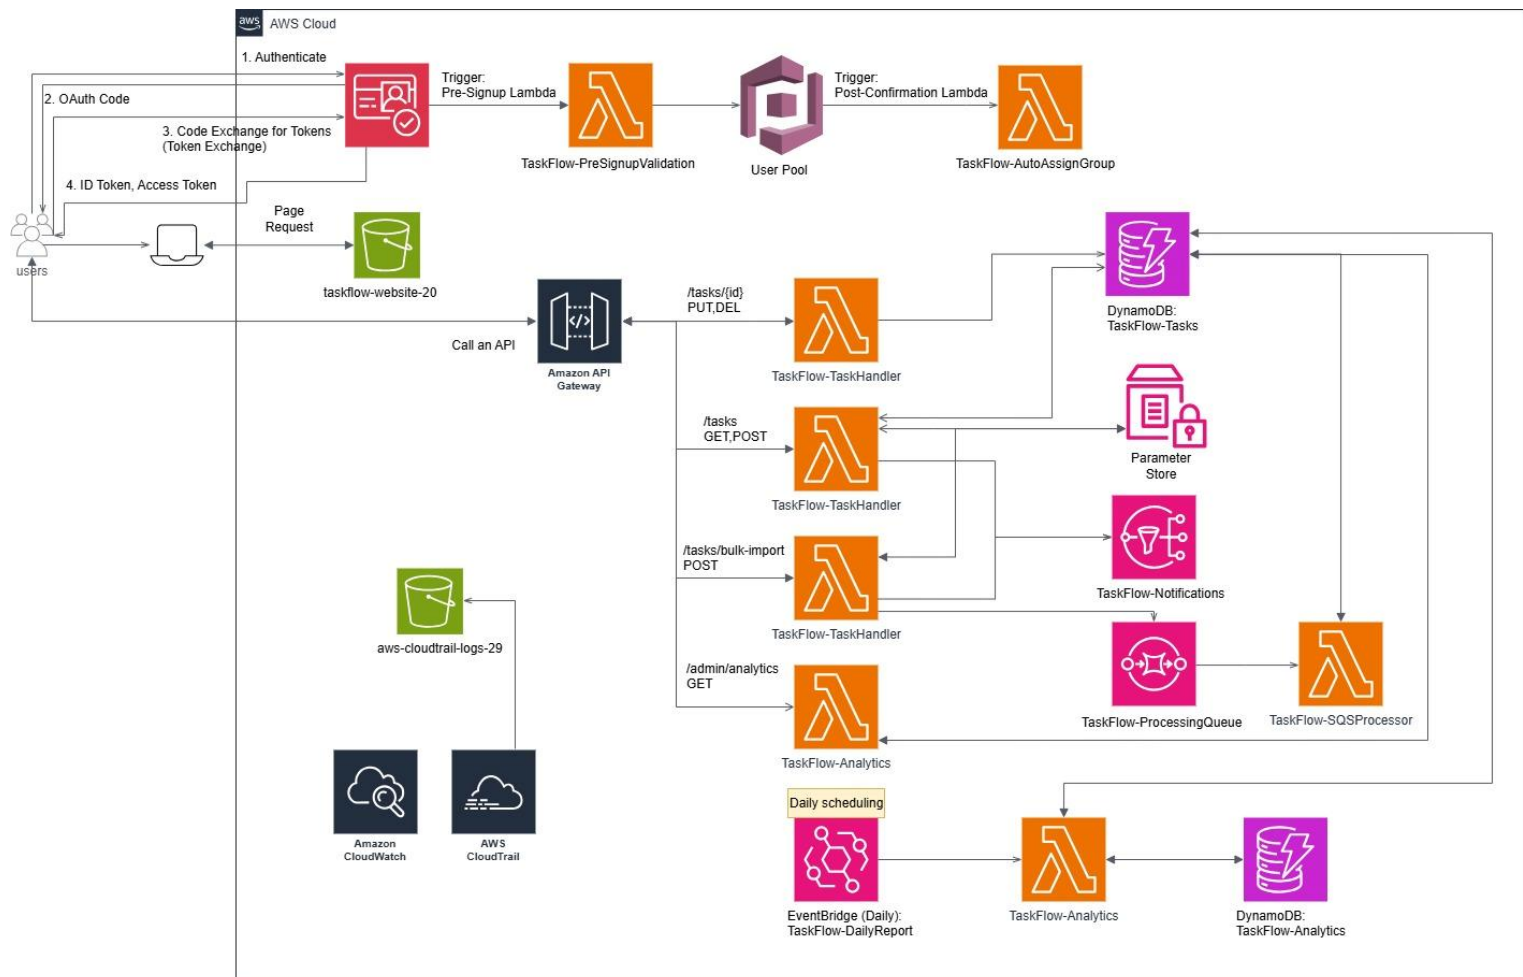 aws
AWS Cloud
1. Authenticate
2. OAuth Code
3. Code Exchange for Tokens
(Token Exchange)
4. ID Token, Access Token
Trigger:
Pre-Signup Lambda
TaskFlow-PreSignupValidation
User Pool
Trigger:
Post-Confirmation Lambda
TaskFlow-AutoAssignGroup
users
Page
Request
taskflow-website-20
Call an API
Amazon API
Gateway
/tasks/{id}
PUT,DEL
TaskFlow-TaskHandler
DynamoDB:
TaskFlow-Tasks
/tasks
GET,POST
TaskFlow-TaskHandler
Parameter
Store
/tasks/bulk-import
POST
TaskFlow-TaskHandler
TaskFlow-Notifications
aws-cloudtrail-logs-29
/admin/analytics
GET
TaskFlow-Analytics
TaskFlow-ProcessingQueue
TaskFlow-SQSProcessor
Amazon
CloudWatch
AWS
CloudTrail
Daily scheduling
EventBridge (Daily):
TaskFlow-DailyReport
TaskFlow-Analytics
DynamoDB:
TaskFlow-Analytics